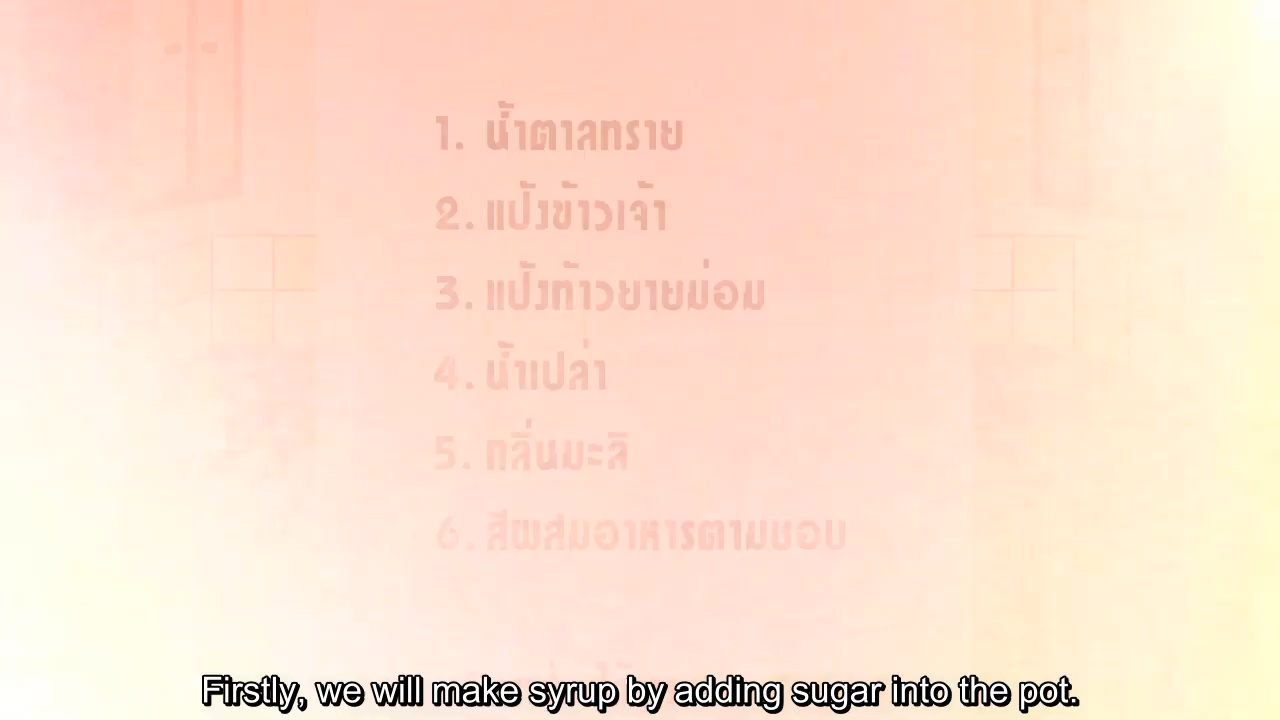 1. น้ำตาลทราย
2. แป้งข้าวเจ้า
3. แป้งท้าวยายม่อม
4. น้ำเปล่า
5. กลิ่นมะลิ
6. สีผสมอาหารตามชอบ
Firstly, we will make syrup by adding sugar into the pot.